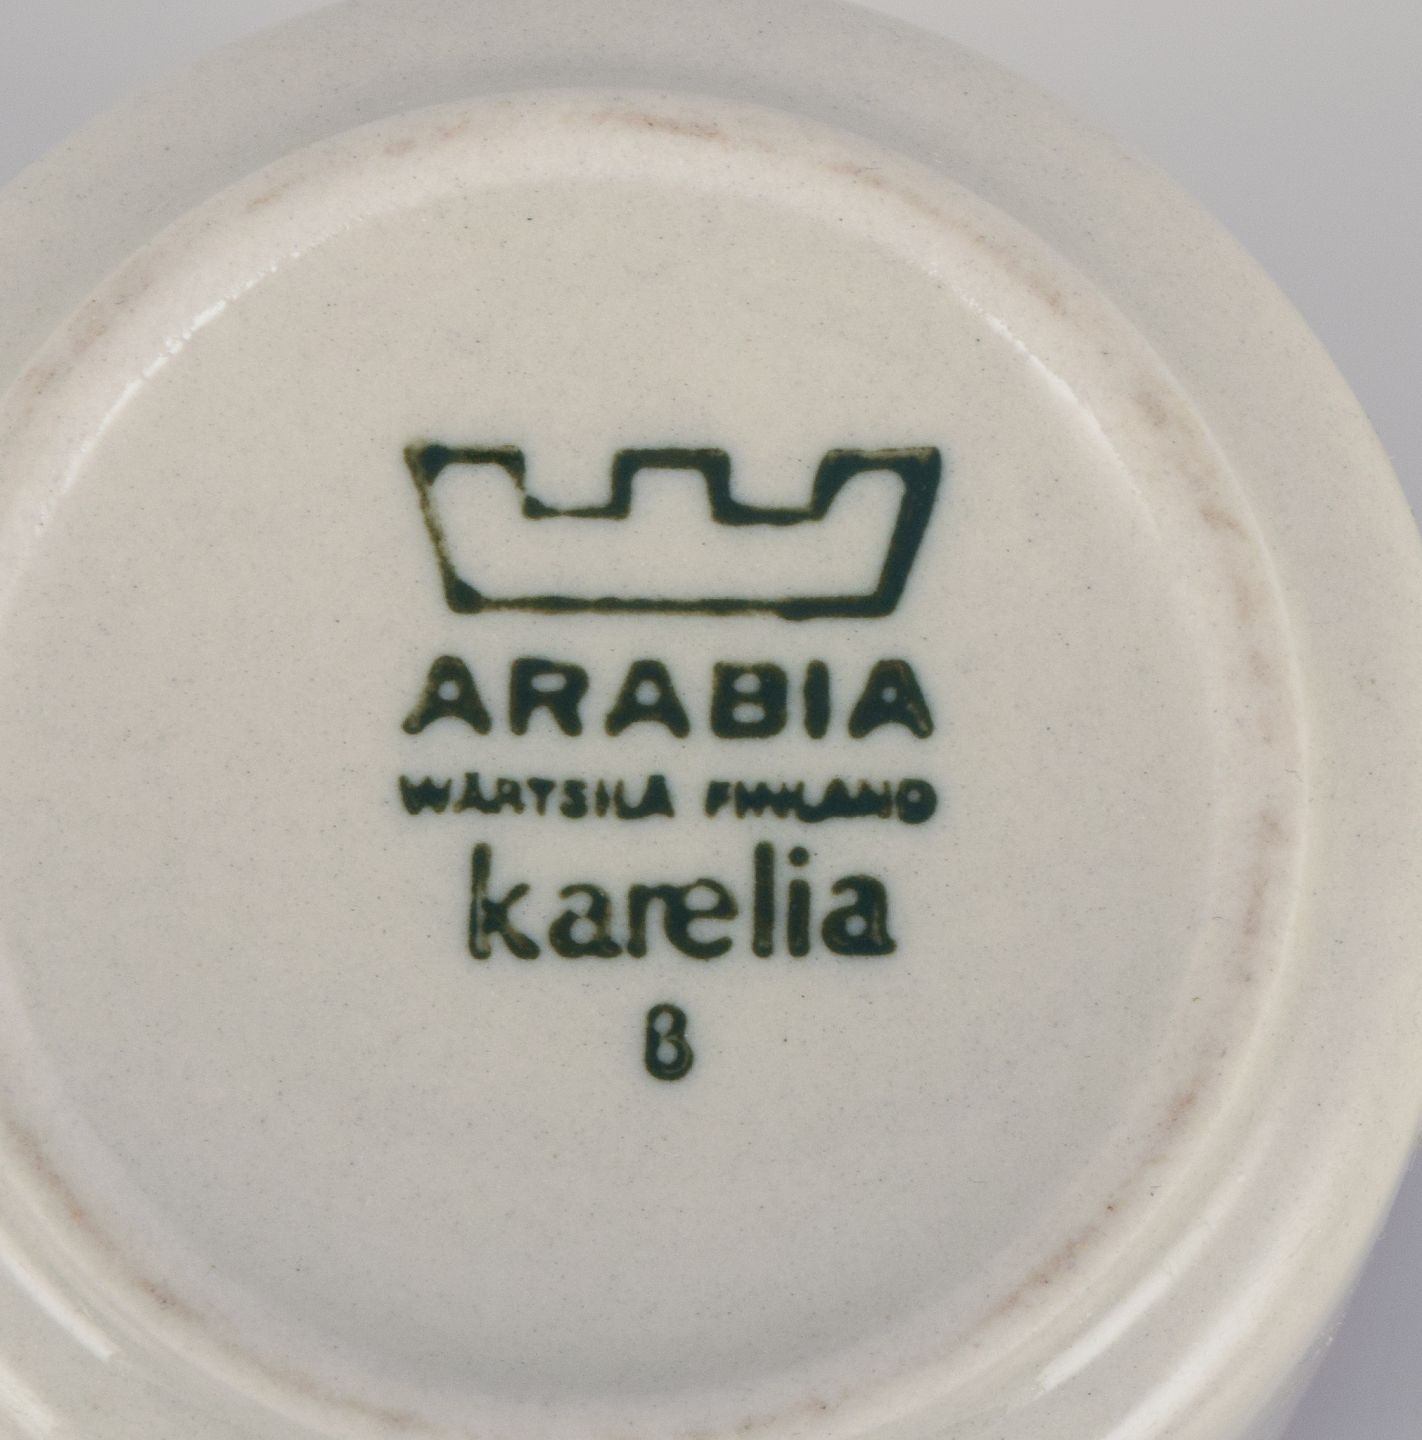 ARABIA
WÄRTSILÄ FINLAND
karelia
8